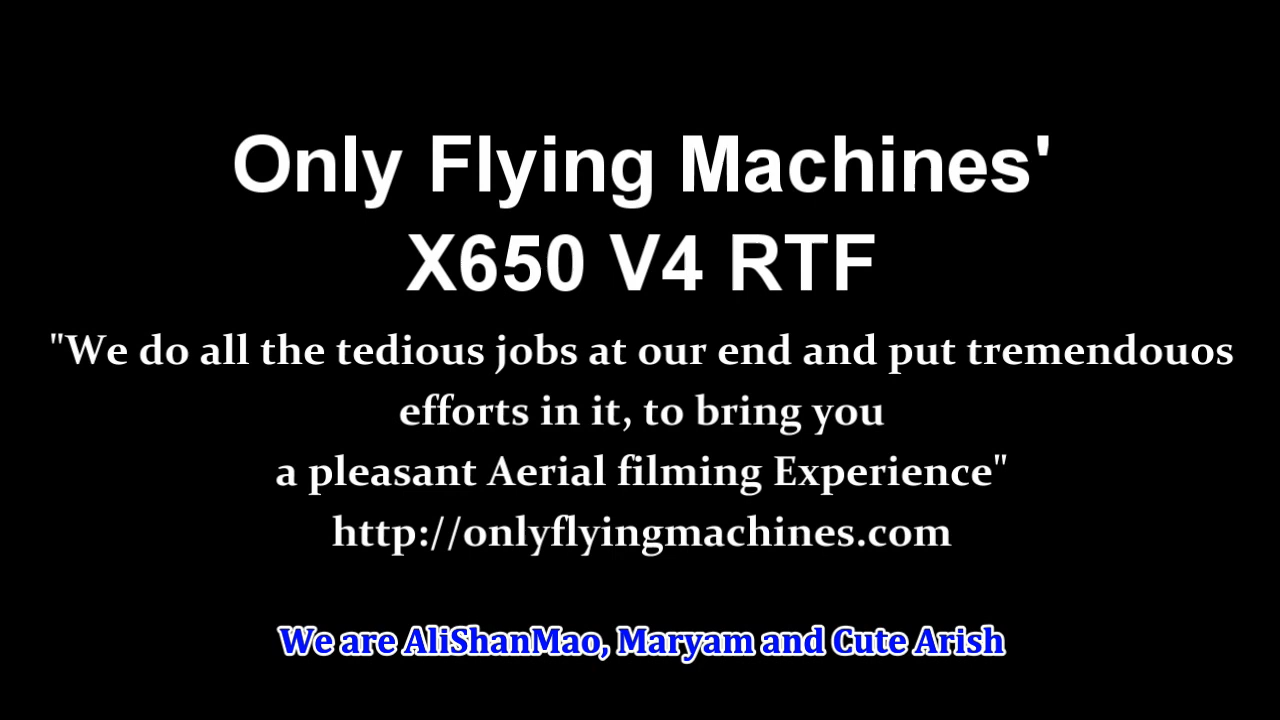 Only Flying Machines'
X650 V4 RTF
"We do all the tedious jobs at our end and put tremendouos
efforts in it, to bring you
a pleasant Aerial filming Experience"
http://onlyflyingmachines.com
We are AliShanMao, Maryam and Cute Arish